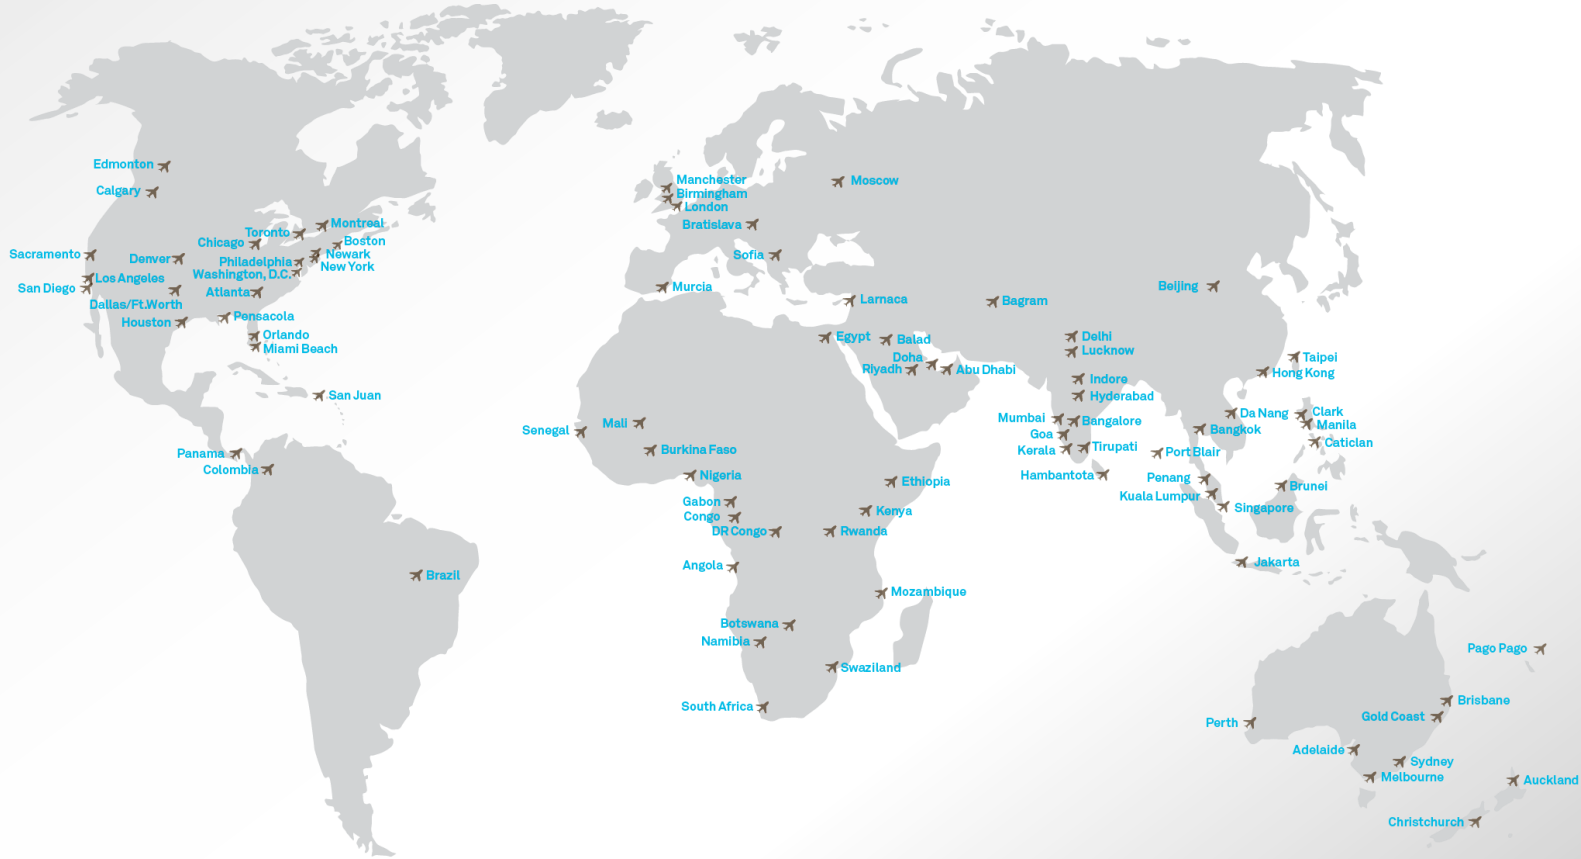 Edmonton
Calgary
Sacramento
Los Angeles
San Diego
Denver
Dallas/Ft.Worth
Houston
Chicago
Toronto
Montreal
Boston
Newark
New York
Philadelphia
Washington, D.C.
Atlanta
Pensacola
Orlando
Miami Beach
San Juan
Panama
Colombia
Brazil
Manchester
Birmingham
London
Bratislava
Sofia
Murcia
Moscow
Larnaca
Bagram
Egypt
Balad
Doha
Riyadh
Abu Dhabi
Senegal
Mali
Burkina Faso
Nigeria
Gabon
Congo
DR Congo
Angola
Botswana
Namibia
South Africa
Ethiopia
Kenya
Rwanda
Mozambique
Swaziland
Beijing
Delhi
Lucknow
Indore
Hyderabad
Mumbai
Bangalore
Goa
Kerala
Tirupati
Hambantota
Port Blair
Taipei
Hong Kong
Da Nang
Bangkok
Clark
Manila
Caticlan
Penang
Kuala Lumpur
Brunei
Singapore
Jakarta
Pago Pago
Brisbane
Gold Coast
Perth
Adelaide
Sydney
Melbourne
Auckland
Christchurch